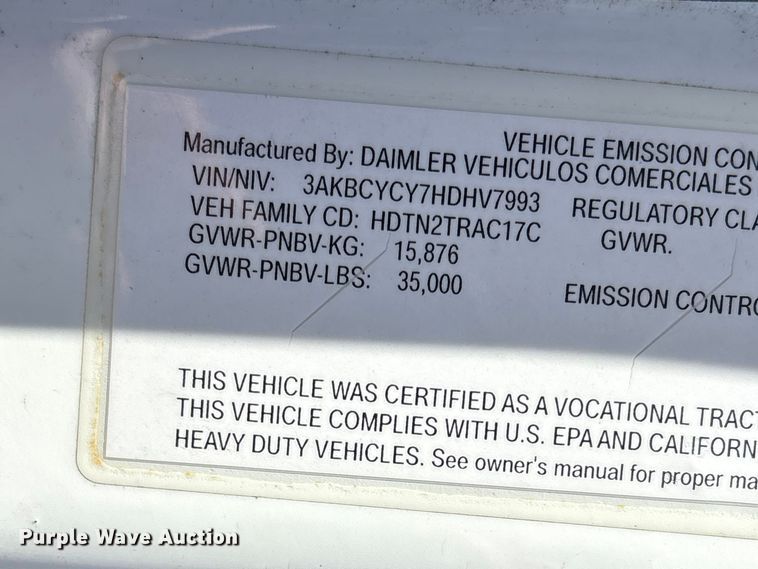 VEHICLE EMISSION CON
Manufactured By: DAIMLER VEHICULOS COMERCIALES
VIN/NIV: 3AKBCYCY7HDHV7993
REGULATORY CLA
VEH FAMILY CD: HDTN2TRAC17C
GVWR.
GVWR-PNBV-KG: 15,876
GVWR-PNBV-LBS: 35,000
EMISSION CONTRO
THIS VEHICLE WAS CERTIFIED AS A VOCATIONAL TRACT
THIS VEHICLE COMPLIES WITH U.S. EPA AND CALIFORN
HEAVY DUTY VEHICLES. See owner's manual for proper ma
Purple Wave Auction